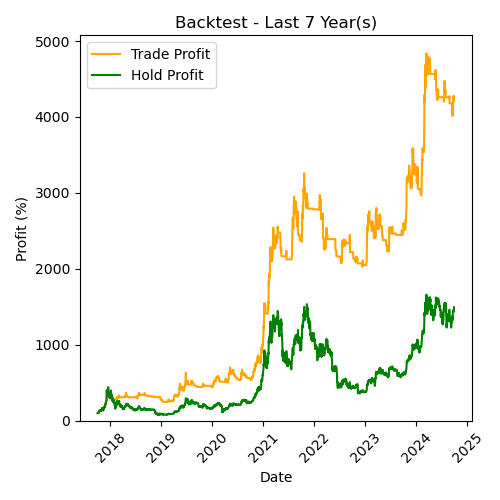 Backtest - Last 7 Year(s)
Trade Profit
Hold Profit
Profit (%)
5000
4000
3000
2000
1000
0
2018 2019 2020 2021 2022 2023 2024 2025
Date